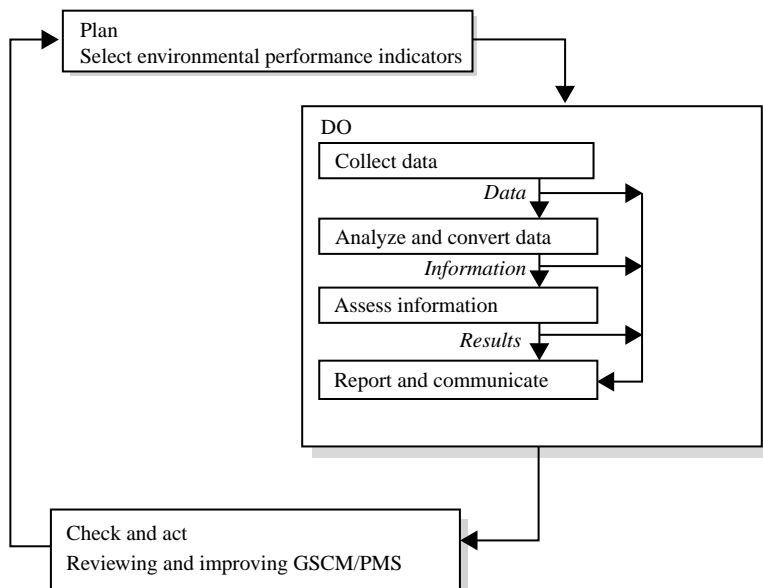 Plan
Select environmental performance indicators
DO
Collect data
Data
Analyze and convert data
Information
Assess information
Results
Report and communicate
Check and act
Reviewing and improving GSCM/PMS